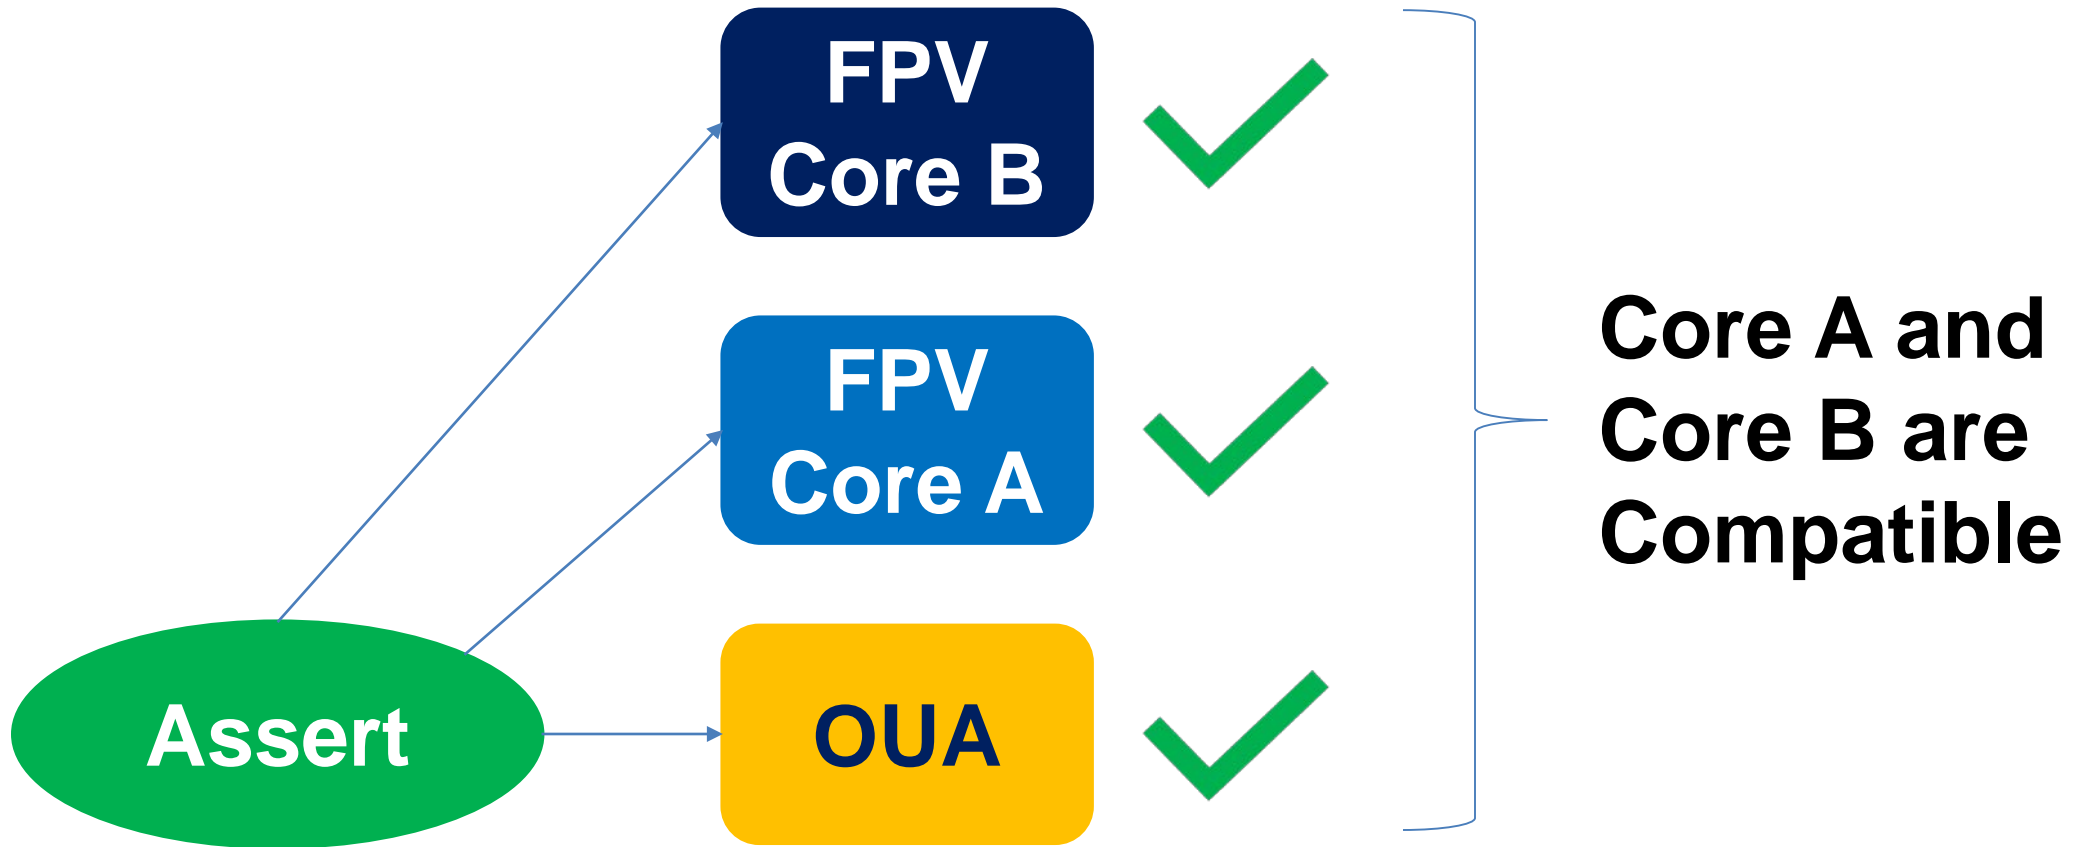 FPV
Core B
FPV
Core A
Assert
OUA
Core A and
Core B are
Compatible